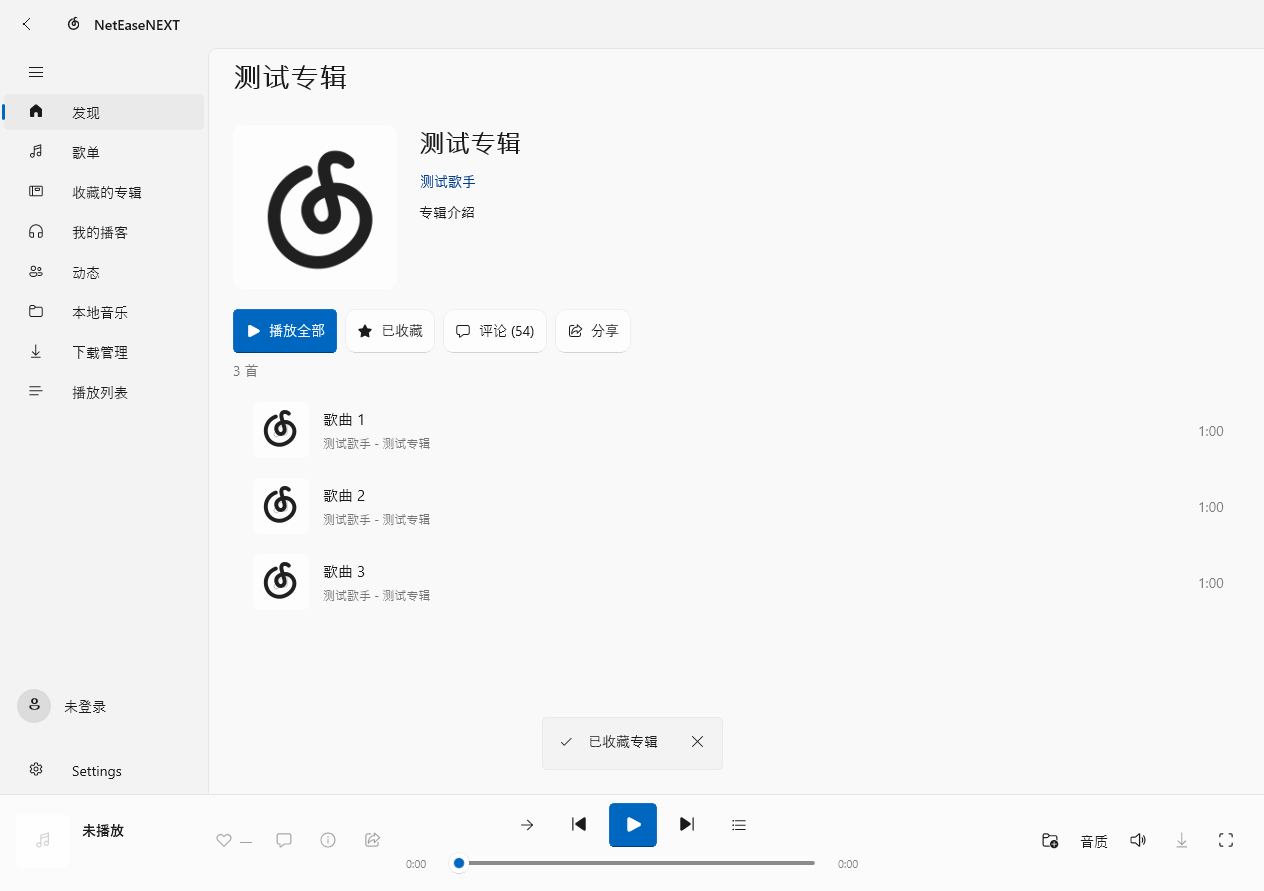 NetEaseNEXT
发现
歌单
收藏的专辑
我的播客
动态
本地音乐
下载管理
播放列表
未登录
Settings
测试专辑
测试专辑
测试歌手
专辑介绍
播放全部
已收藏
评论 (54)
分享
3 首
歌曲 1
测试歌手 - 测试专辑
1:00
歌曲 2
测试歌手 - 测试专辑
1:00
歌曲 3
测试歌手 - 测试专辑
1:00
已收藏专辑
未播放
—
0:00
0:00
音质